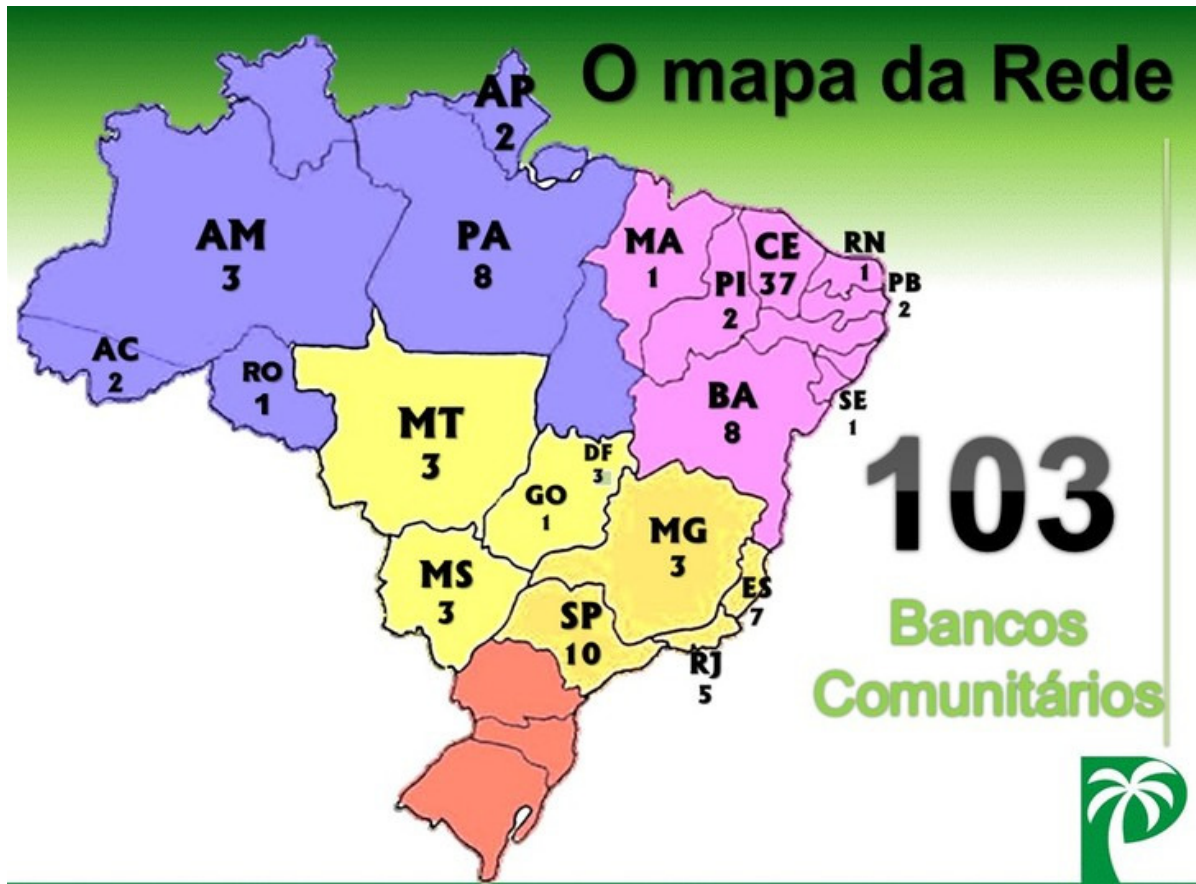 O mapa da Rede
AP
2
AM
3
PA
8
MA
1
PI
2
CE
37
RN
1
PB
2
AC
2
RO
1
MT
3
BA
8
SE
1
DF
3
GO
1
MG
3
ES
7
MS
3
SP
10
RJ
5
103
Bancos
Comunitários